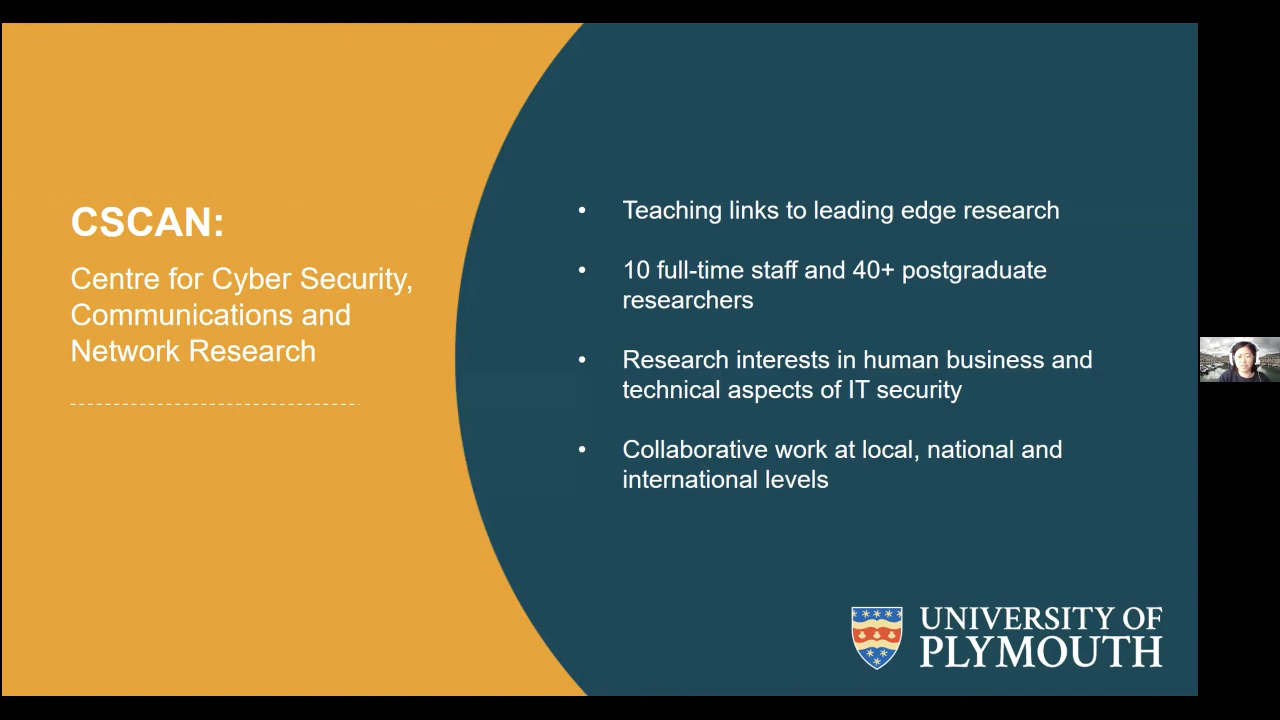 CSCAN:
Centre for Cyber Security,
Communications and
Network Research
• Teaching links to leading edge research
• 10 full-time staff and 40+ postgraduate
researchers
• Research interests in human business and
technical aspects of IT security
• Collaborative work at local, national and
international levels
UNIVERSITY OF
PLYMOUTH